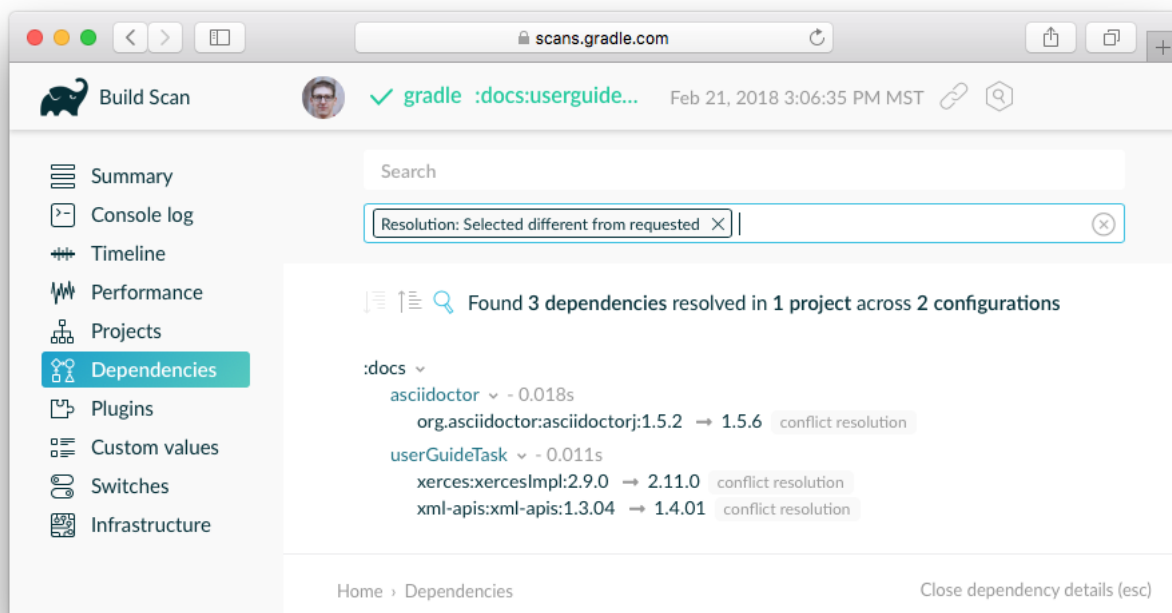 scans.gradle.com
Build Scan
gradle :docs:userguide... Feb 21, 2018 3:06:35 PM MST
Summary
Console log
Timeline
Performance
Projects
Dependencies
Plugins
Custom values
Switches
Infrastructure
Search
Resolution: Selected different from requested
Found 3 dependencies resolved in 1 project across 2 configurations
:docs
asciidoctor - 0.018s
org.asciidoctor:asciidoctorj:1.5.2 → 1.5.6 conflict resolution
userGuideTask - 0.011s
xerces:xercesImpl:2.9.0 → 2.11.0 conflict resolution
xml-apis:xml-apis:1.3.04 → 1.4.01 conflict resolution
Home › Dependencies
Close dependency details (esc)